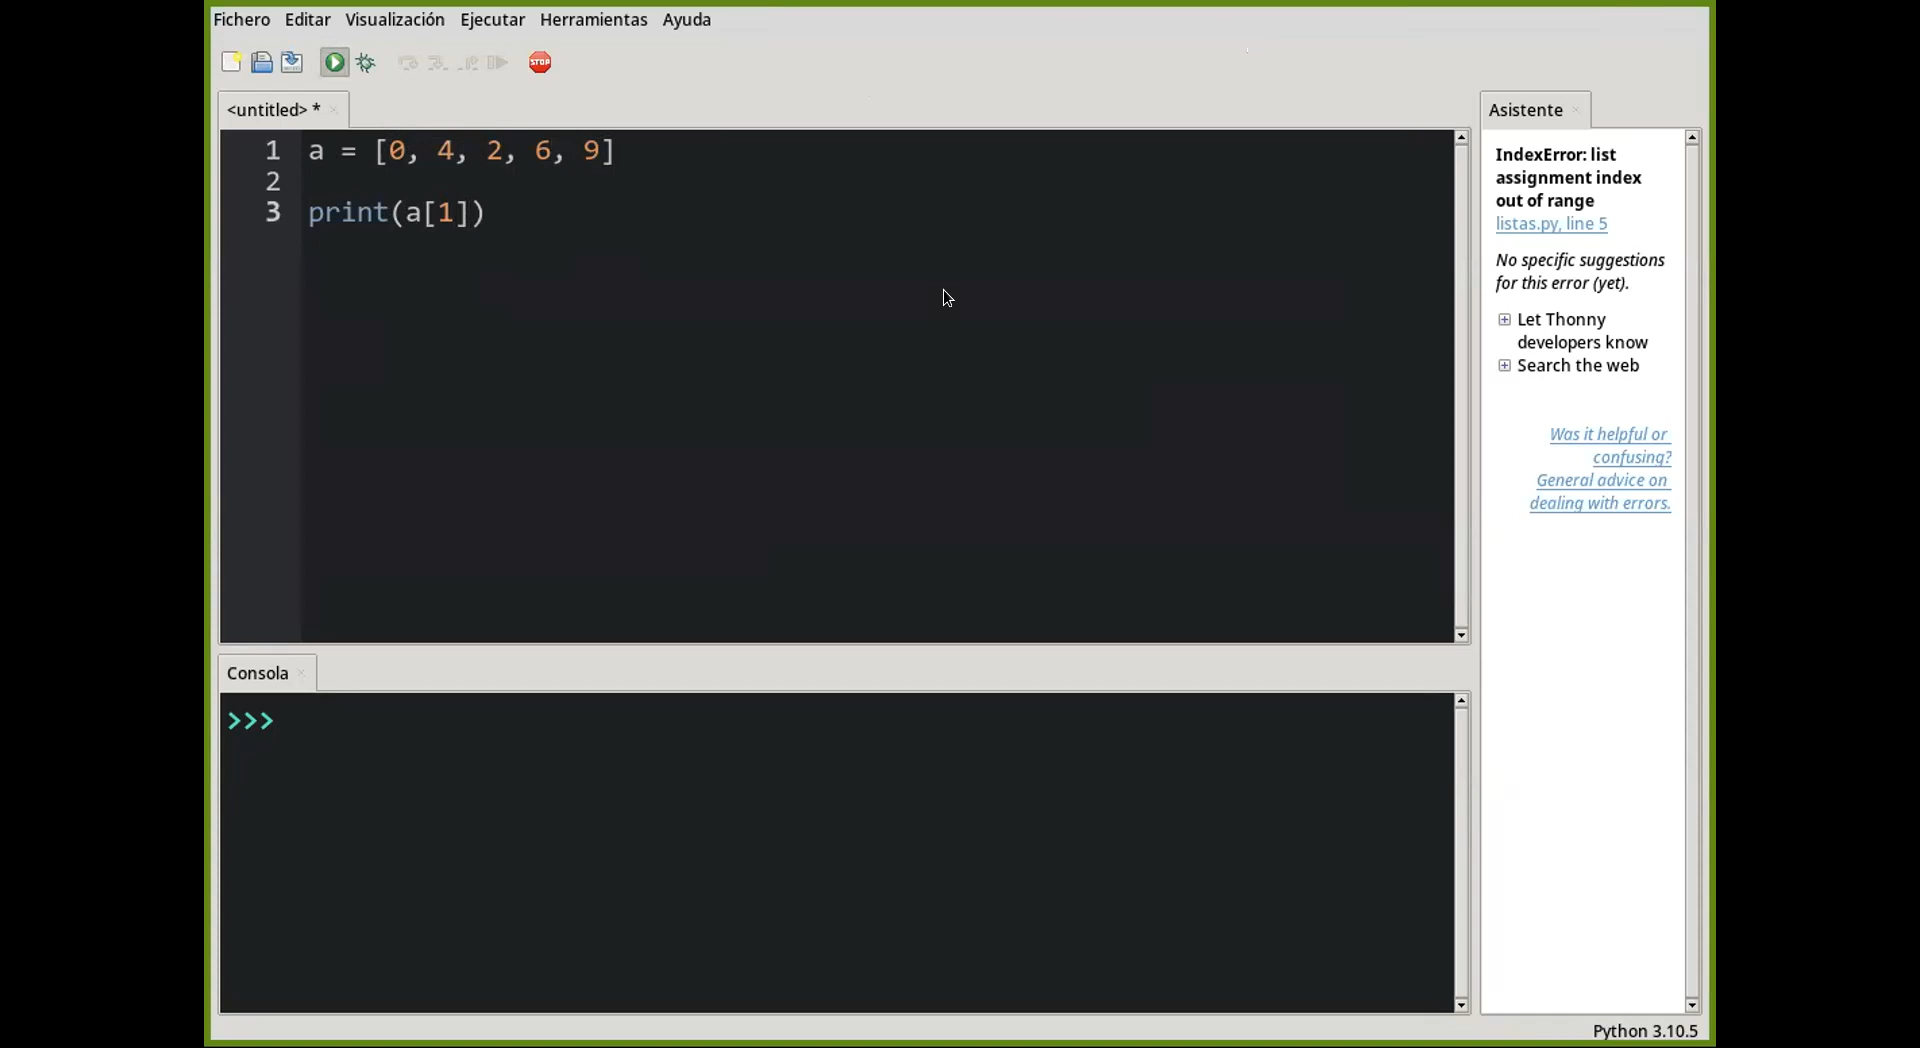 Fichero Editar Visualización Ejecutar Herramientas Ayuda
STOP
<untitled> *
1 a = [0, 4, 2, 6, 9]
2
3 print(a[1])
Consola
>>>
Asistente
IndexError: list
assignment index
out of range
listas.py, line 5
No specific suggestions
for this error (yet).
Let Thonny
developers know
Search the web
Was it helpful or
confusing?
General advice on
dealing with errors.
Python 3.10.5